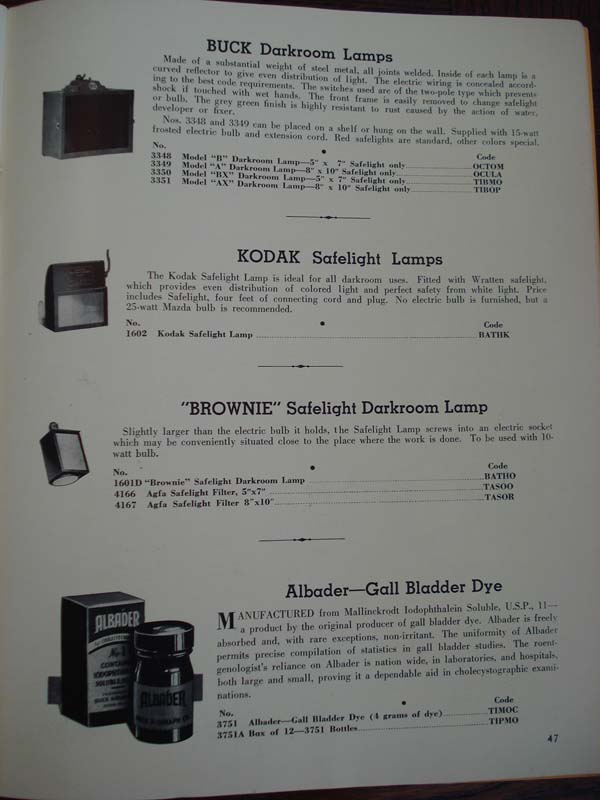 BUCK Darkroom Lamps
Made of a substantial weight of steel metal, all joints welded. Inside of each lamp is a
curved reflector to give even distribution of light. The electric wiring is concealed accord-
ing to the best code requirements. The switches used are of the two-pole type which prevents
shock if touched with wet hands. The front frame is easily removed to change safelight
or bulb. The grey green finish is highly resistant to rust caused by the action of water,
developer or fixer.
Nos. 3348 and 3349 can be placed on a shelf or hung on the wall. Supplied with 15-watt
frosted electric bulb and extension cord. Red safelights are standard, other colors special.
No. Code
3348 Model "B" Darkroom Lamp—5" x 7" Safelight only OCTOM
3349 Model "A" Darkroom Lamp—8" x 10" Safelight only OCULA
3350 Model "BX" Darkroom Lamp—5" x 7" Safelight only TIBMO
3351 Model "AX" Darkroom Lamp—8" x 10" Safelight only TIBOP
KODAK Safelight Lamps
The Kodak Safelight Lamp is ideal for all darkroom uses. Fitted with Wratten safelight,
which provides even distribution of colored light and perfect safety from white light. Price
includes Safelight, four feet of connecting cord and plug. No electric bulb is furnished, but a
25-watt Mazda bulb is recommended.
No. Code
1602 Kodak Safelight Lamp BATHK
"BROWNIE" Safelight Darkroom Lamp
Slightly larger than the electric bulb it holds, the Safelight Lamp screws into an electric socket
which may be conveniently situated close to the place where the work is done. To be used with 10-
watt bulb.
No. Code
1601D "Brownie" Safelight Darkroom Lamp BATHO
4166 Agfa Safelight Filter, 5"x7" TASOO
4167 Agfa Safelight Filter 8"x10" TASOR
Albader—Gall Bladder Dye
MANUFACTURED from Mallinckrodt Iodophthalein Soluble, U.S.P., 11—
a product by the original producer of gall bladder dye. Albader is freely
absorbed and, with rare exceptions, non-irritant. The uniformity of Albader
permits precise compilation of statistics in gall bladder studies. The roent-
genologist's reliance on Albader is nation wide, in laboratories, and hospitals,
both large and small, proving it a dependable aid in cholecystographic exami-
nations.
No. Code
3751 Albader—Gall Bladder Dye (4 grams of dye) TIMOC
3751A Box of 12—3751 Bottles TIPMO
ALBADER
ALBADER
47